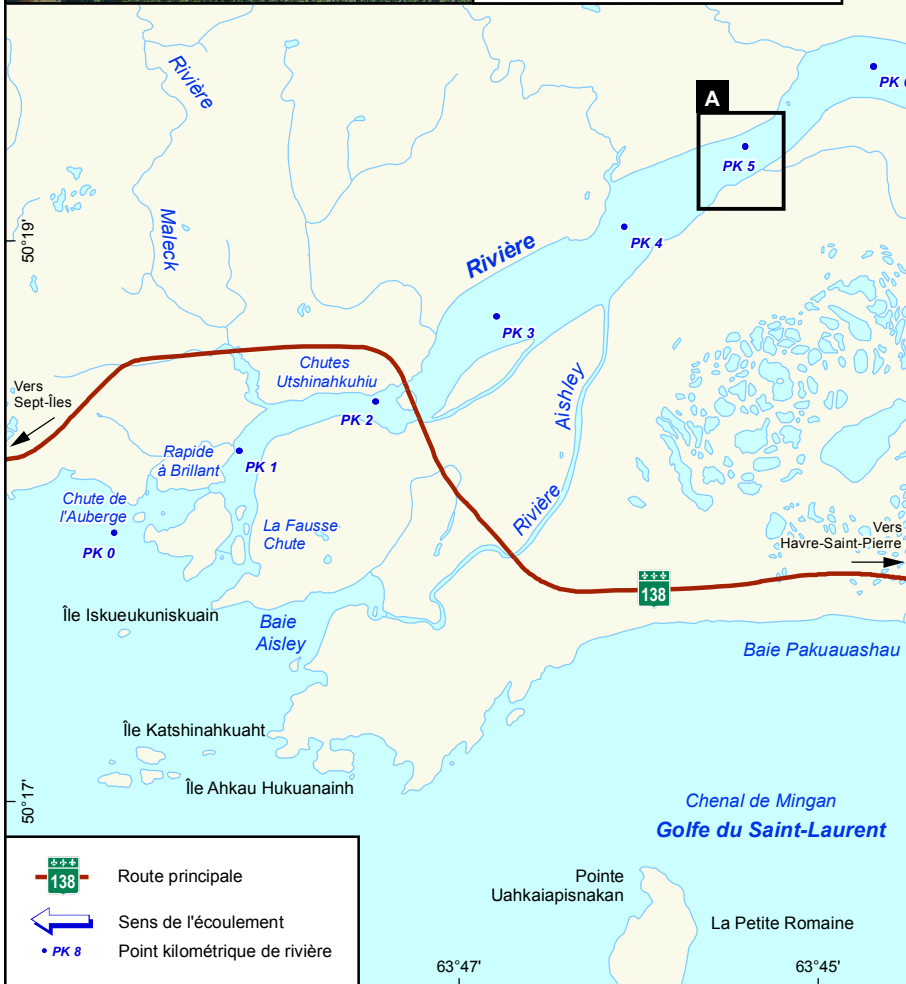 Rivière
Maleck
A
PK 6
PK 5
50°19'
Rivière
PK 4
PK 3
Aishley
Rivière
Chutes
Utshinahkuhiu
Vers
Sept-Îles
PK 2
Rapide
à Brillant
PK 1
Chute de
l'Auberge
PK 0
La Fausse
Chute
Vers
Havre-Saint-Pierre
138
Île Iskueukuniskuain
Baie
Aisley
Baie Pakuauashau
Île Katshinahkuaht
Île Ahkau Hukuanainh
50°17'
Chenal de Mingan
Golfe du Saint-Laurent
138 Route principale
Sens de l'écoulement
PK 8 Point kilométrique de rivière
Pointe
Uahkaiapisnakan
La Petite Romaine
63°47'
63°45'